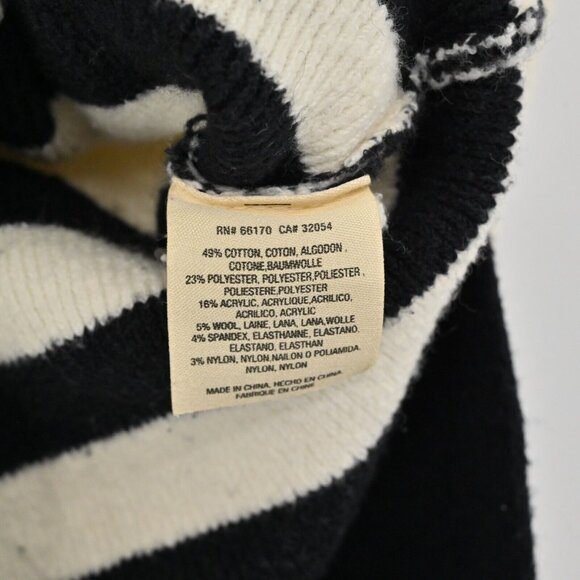 RN# 66170 CA# 32054
49% COTTON, COTON, ALGODON ,
COTONE,BAUMWOLLE
23% POLYESTER, POLYESTER,POLIESTER ,
POLIESTERE,POLYESTER
16% ACRYLIC, ACRYLIQUE,ACRILICO,
ACRILICO, ACRYLIC
5% WOOL, LAINE, LANA, LANA,WOLLE
4% SPANDEX, ELASTHANNE, ELASTANO,
ELASTANO, ELASTHAN
3% NYLON, NYLON,NAILON O POLIAMIDA,
NYLON, NYLON
MADE IN CHINA, HECHO EN CHINA,
FABRIQUE EN CHINA